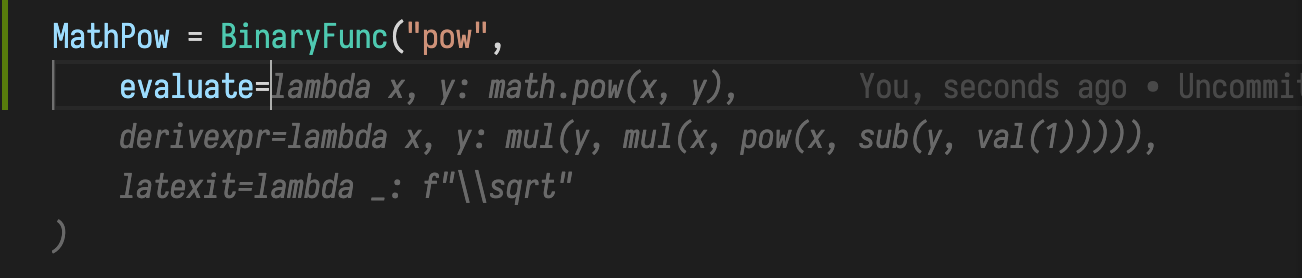 MathPow = BinaryFunc("pow",
evaluate=lambda x, y: math.pow(x, y), You, seconds ago • Uncommit
derivexpr=lambda x, y: mul(y, mul(x, pow(x, sub(y, val(1))))),
latexit=lambda _: f"\\sqrt"
)